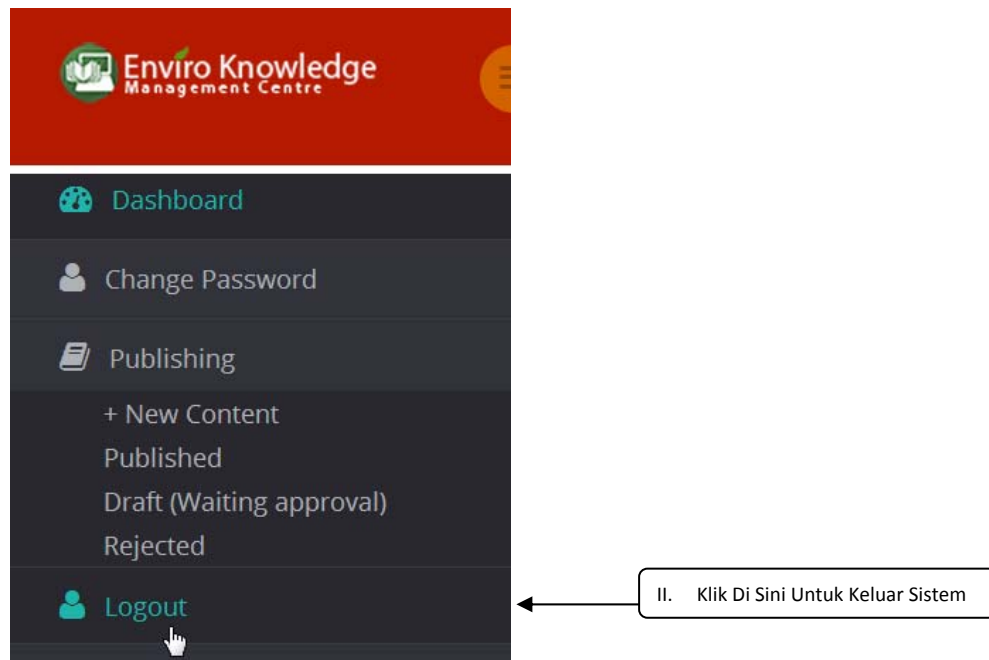 Enviro Knowledge
Management Centre
Dashboard
Change Password
Publishing
+ New Content
Published
Draft (Waiting approval)
Rejected
Logout
II. Klik Di Sini Untuk Keluar Sistem